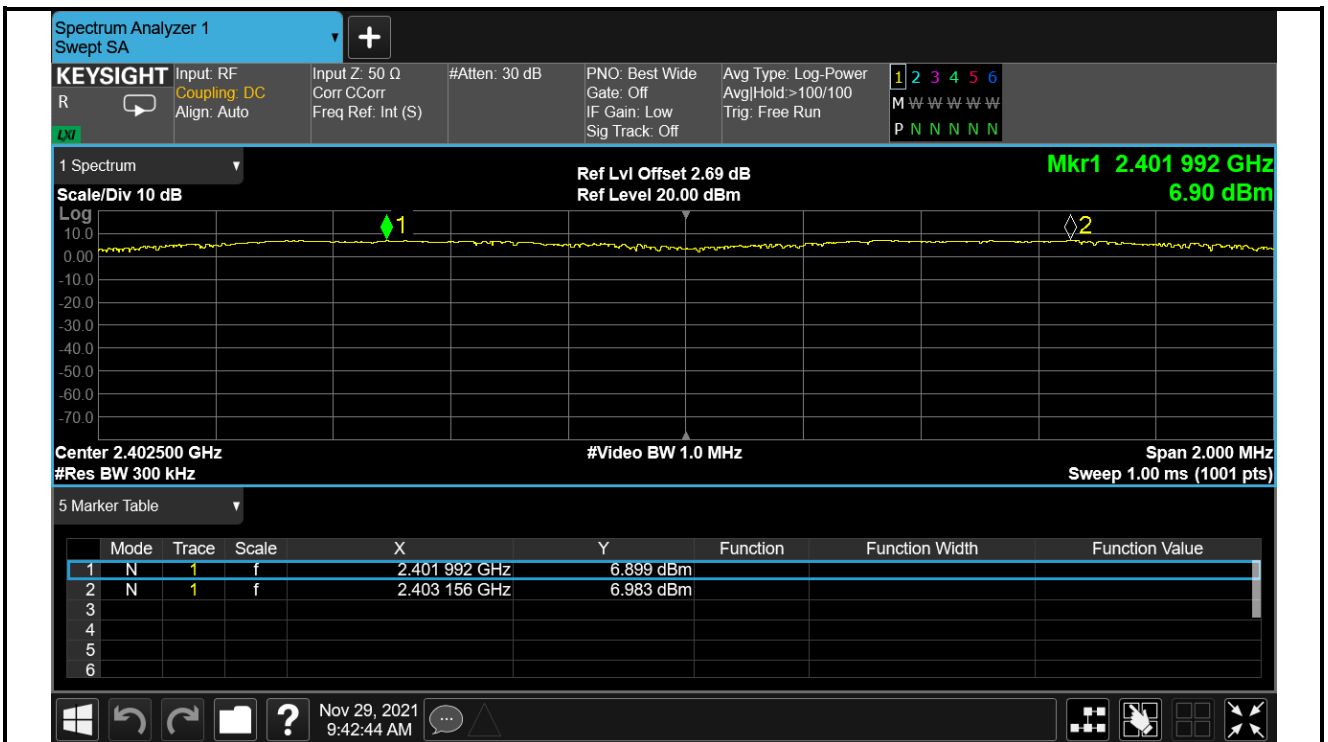 Spectrum Analyzer 1
Swept SA
KEYSIGHT
R
LXI
Input: RF
Coupling: DC
Align: Auto
Input Z: 50 Ω
Corr CCorr
Freq Ref: Int (S)
#Atten: 30 dB
PNO: Best Wide
Gate: Off
IF Gain: Low
Sig Track: Off
Avg Type: Log-Power
Avg|Hold:>100/100
Trig: Free Run
1 2 3 4 5 6
M W W W W W
P N N N N N
1 Spectrum
Scale/Div 10 dB
Ref Lvl Offset 2.69 dB
Ref Level 20.00 dBm
Mkr1 2.401 992 GHz
6.90 dBm
Log
1
2
10.0
0.00
-10.0
-20.0
-30.0
-40.0
-50.0
-60.0
-70.0
Center 2.402500 GHz
#Video BW 1.0 MHz
Span 2.000 MHz
#Res BW 300 kHz
Sweep 1.00 ms (1001 pts)
5 Marker Table
Mode Trace Scale X Y Function Function Width Function Value
1 N 1 f 2.401 992 GHz 6.899 dBm
2 N 1 f 2.403 156 GHz 6.983 dBm
3
4
5
6
?
Nov 29, 2021
9:42:44 AM